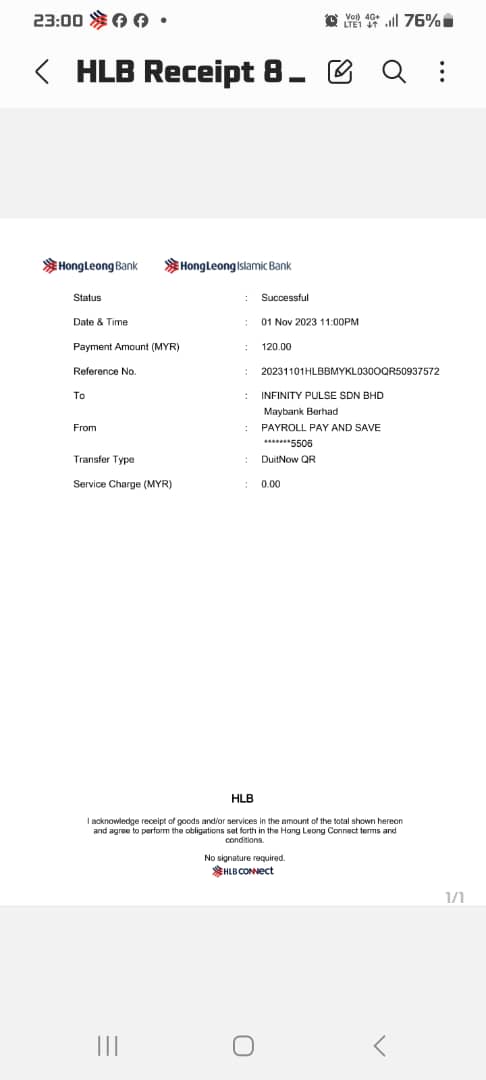 23:00
Vo)) 4G+
LTE1
76%
HLB Receipt 8_
HongLeong Bank
HongLeong Islamic Bank
Status : Successful
Date & Time : 01 Nov 2023 11:00PM
Payment Amount (MYR) : 120.00
Reference No. : 20231101HLBBMYKL030OQR50937572
To : INFINITY PULSE SDN BHD
Maybank Berhad
From : PAYROLL PAY AND SAVE
*******5506
Transfer Type : DuitNow QR
Service Charge (MYR) : 0.00
HLB
I acknowledge receipt of goods and/or services in the amount of the total shown hereon
and agree to perform the obligations set forth in the Hong Leong Connect terms and
conditions.
No signature required.
HLB CONNect
1/1